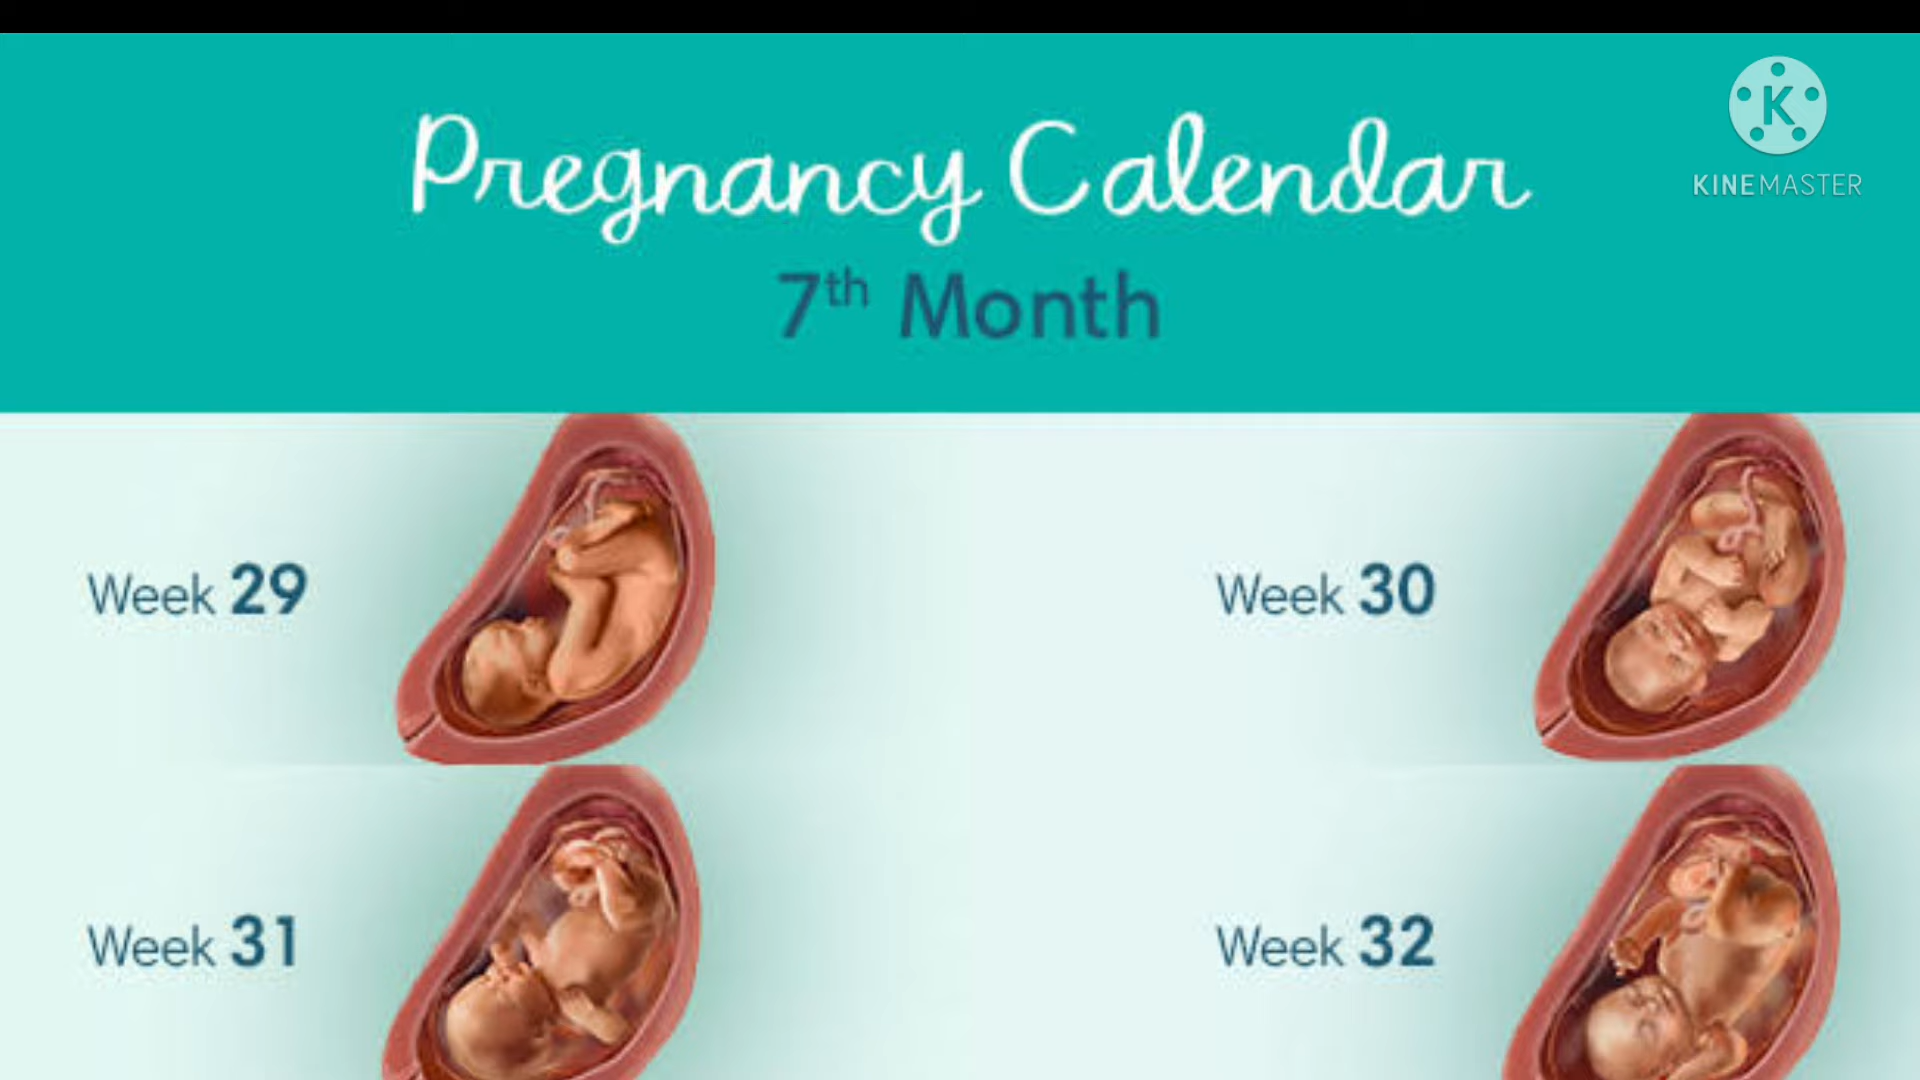 Pregnancy Calendar
7th Month
K
KINEMASTER
Week 29
Week 30
Week 31
Week 32